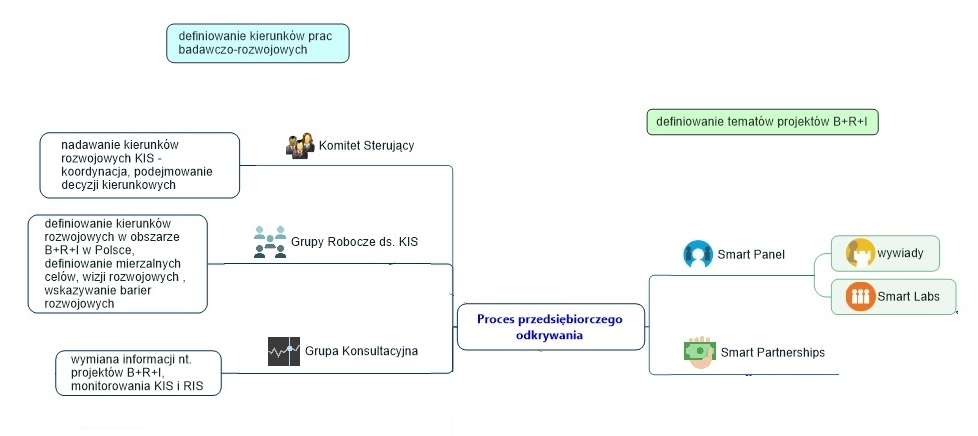 definiowanie kierunków prac
badawczo-rozwojowych
definiowanie tematów projektów B+R+I
nadawanie kierunków
rozwojowych KIS -
koordynacja, podejmowanie
decyzji kierunkowych
Komitet Sterujący
definiowanie kierunków
rozwojowych w obszarze
B+R+I w Polsce,
definiowanie mierzalnych
celów, wizji rozwojowych ,
wskazywanie barier
rozwojowych
Grupy Robocze ds. KIS
wymiana informacji nt.
projektów B+R+I,
monitorowania KIS i RIS
Grupa Konsultacyjna
Proces przedsiębiorczego
odkrywania
Smart Panel
wywiady
Smart Labs
Smart Partnerships